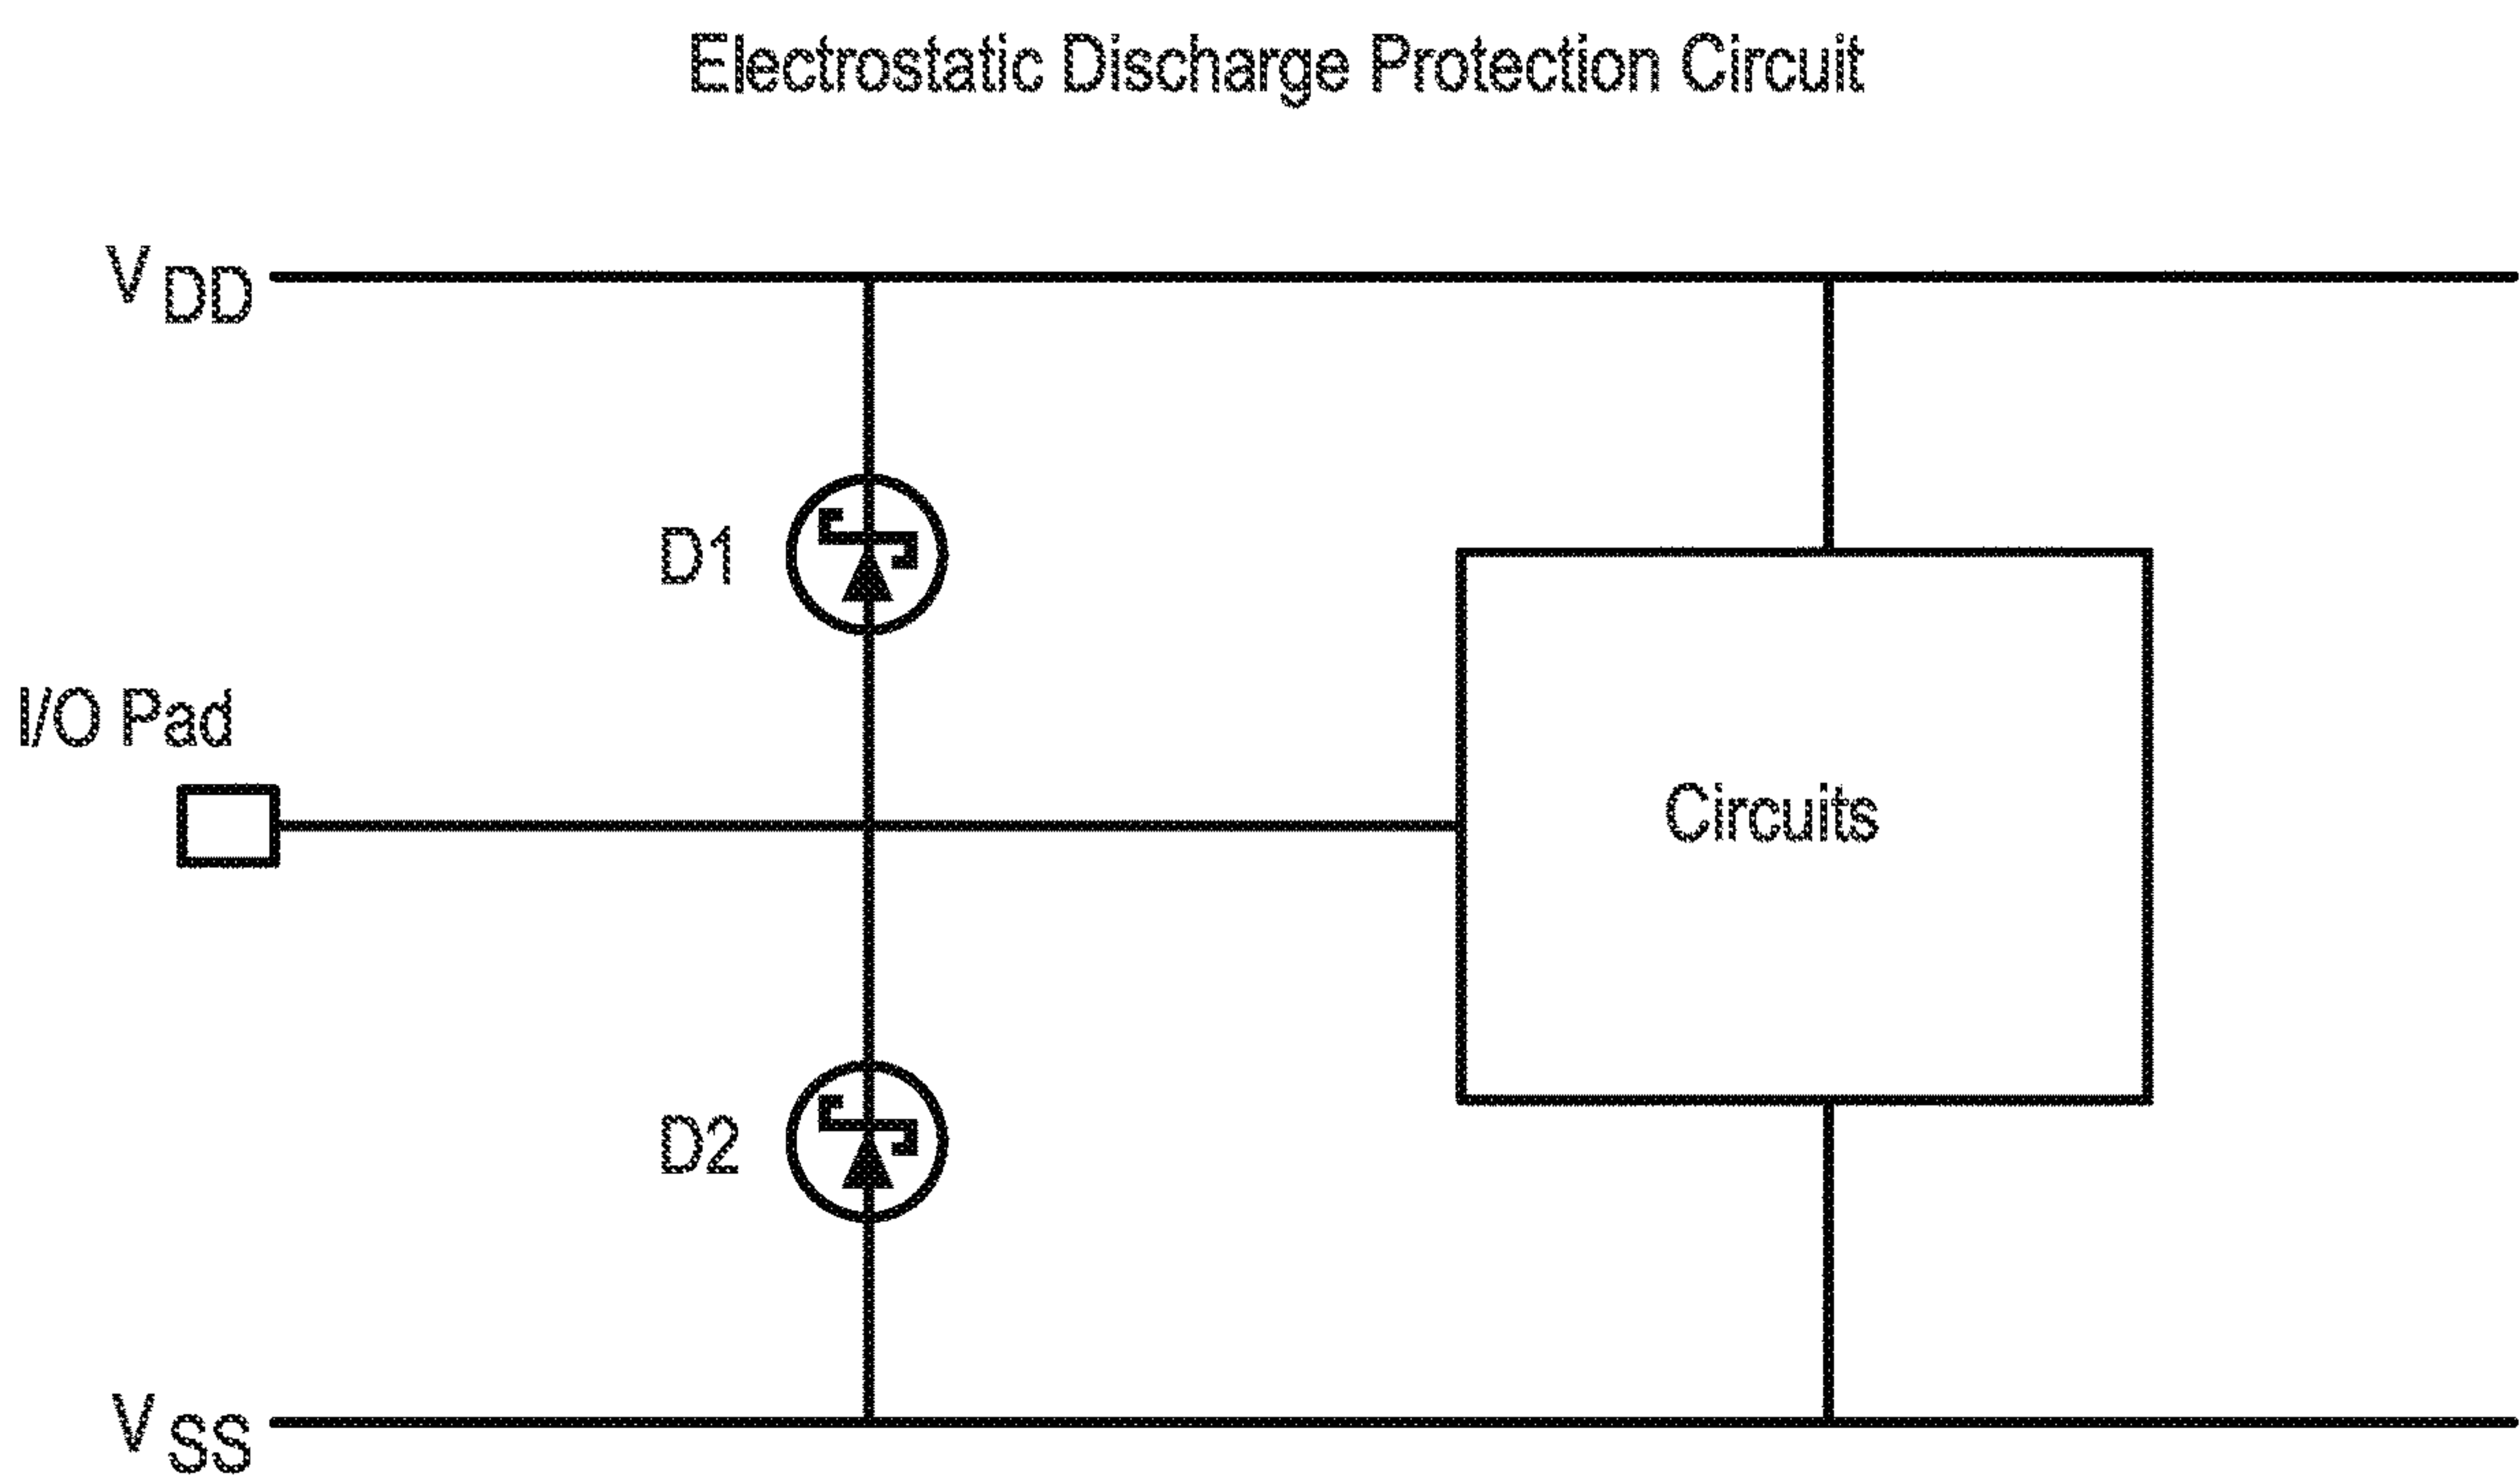 Electrostatic Discharge Protection Circuit
VDD
D1
I/O Pad
Circuits
D2
VSS